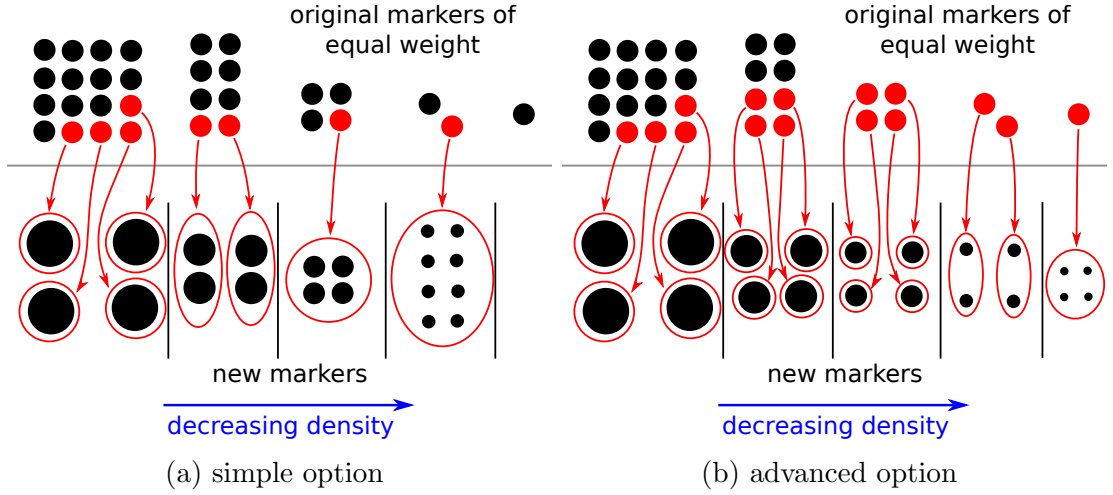 original markers of
equal weight
new markers
decreasing density
(a) simple option
original markers of
equal weight
new markers
decreasing density
(b) advanced option